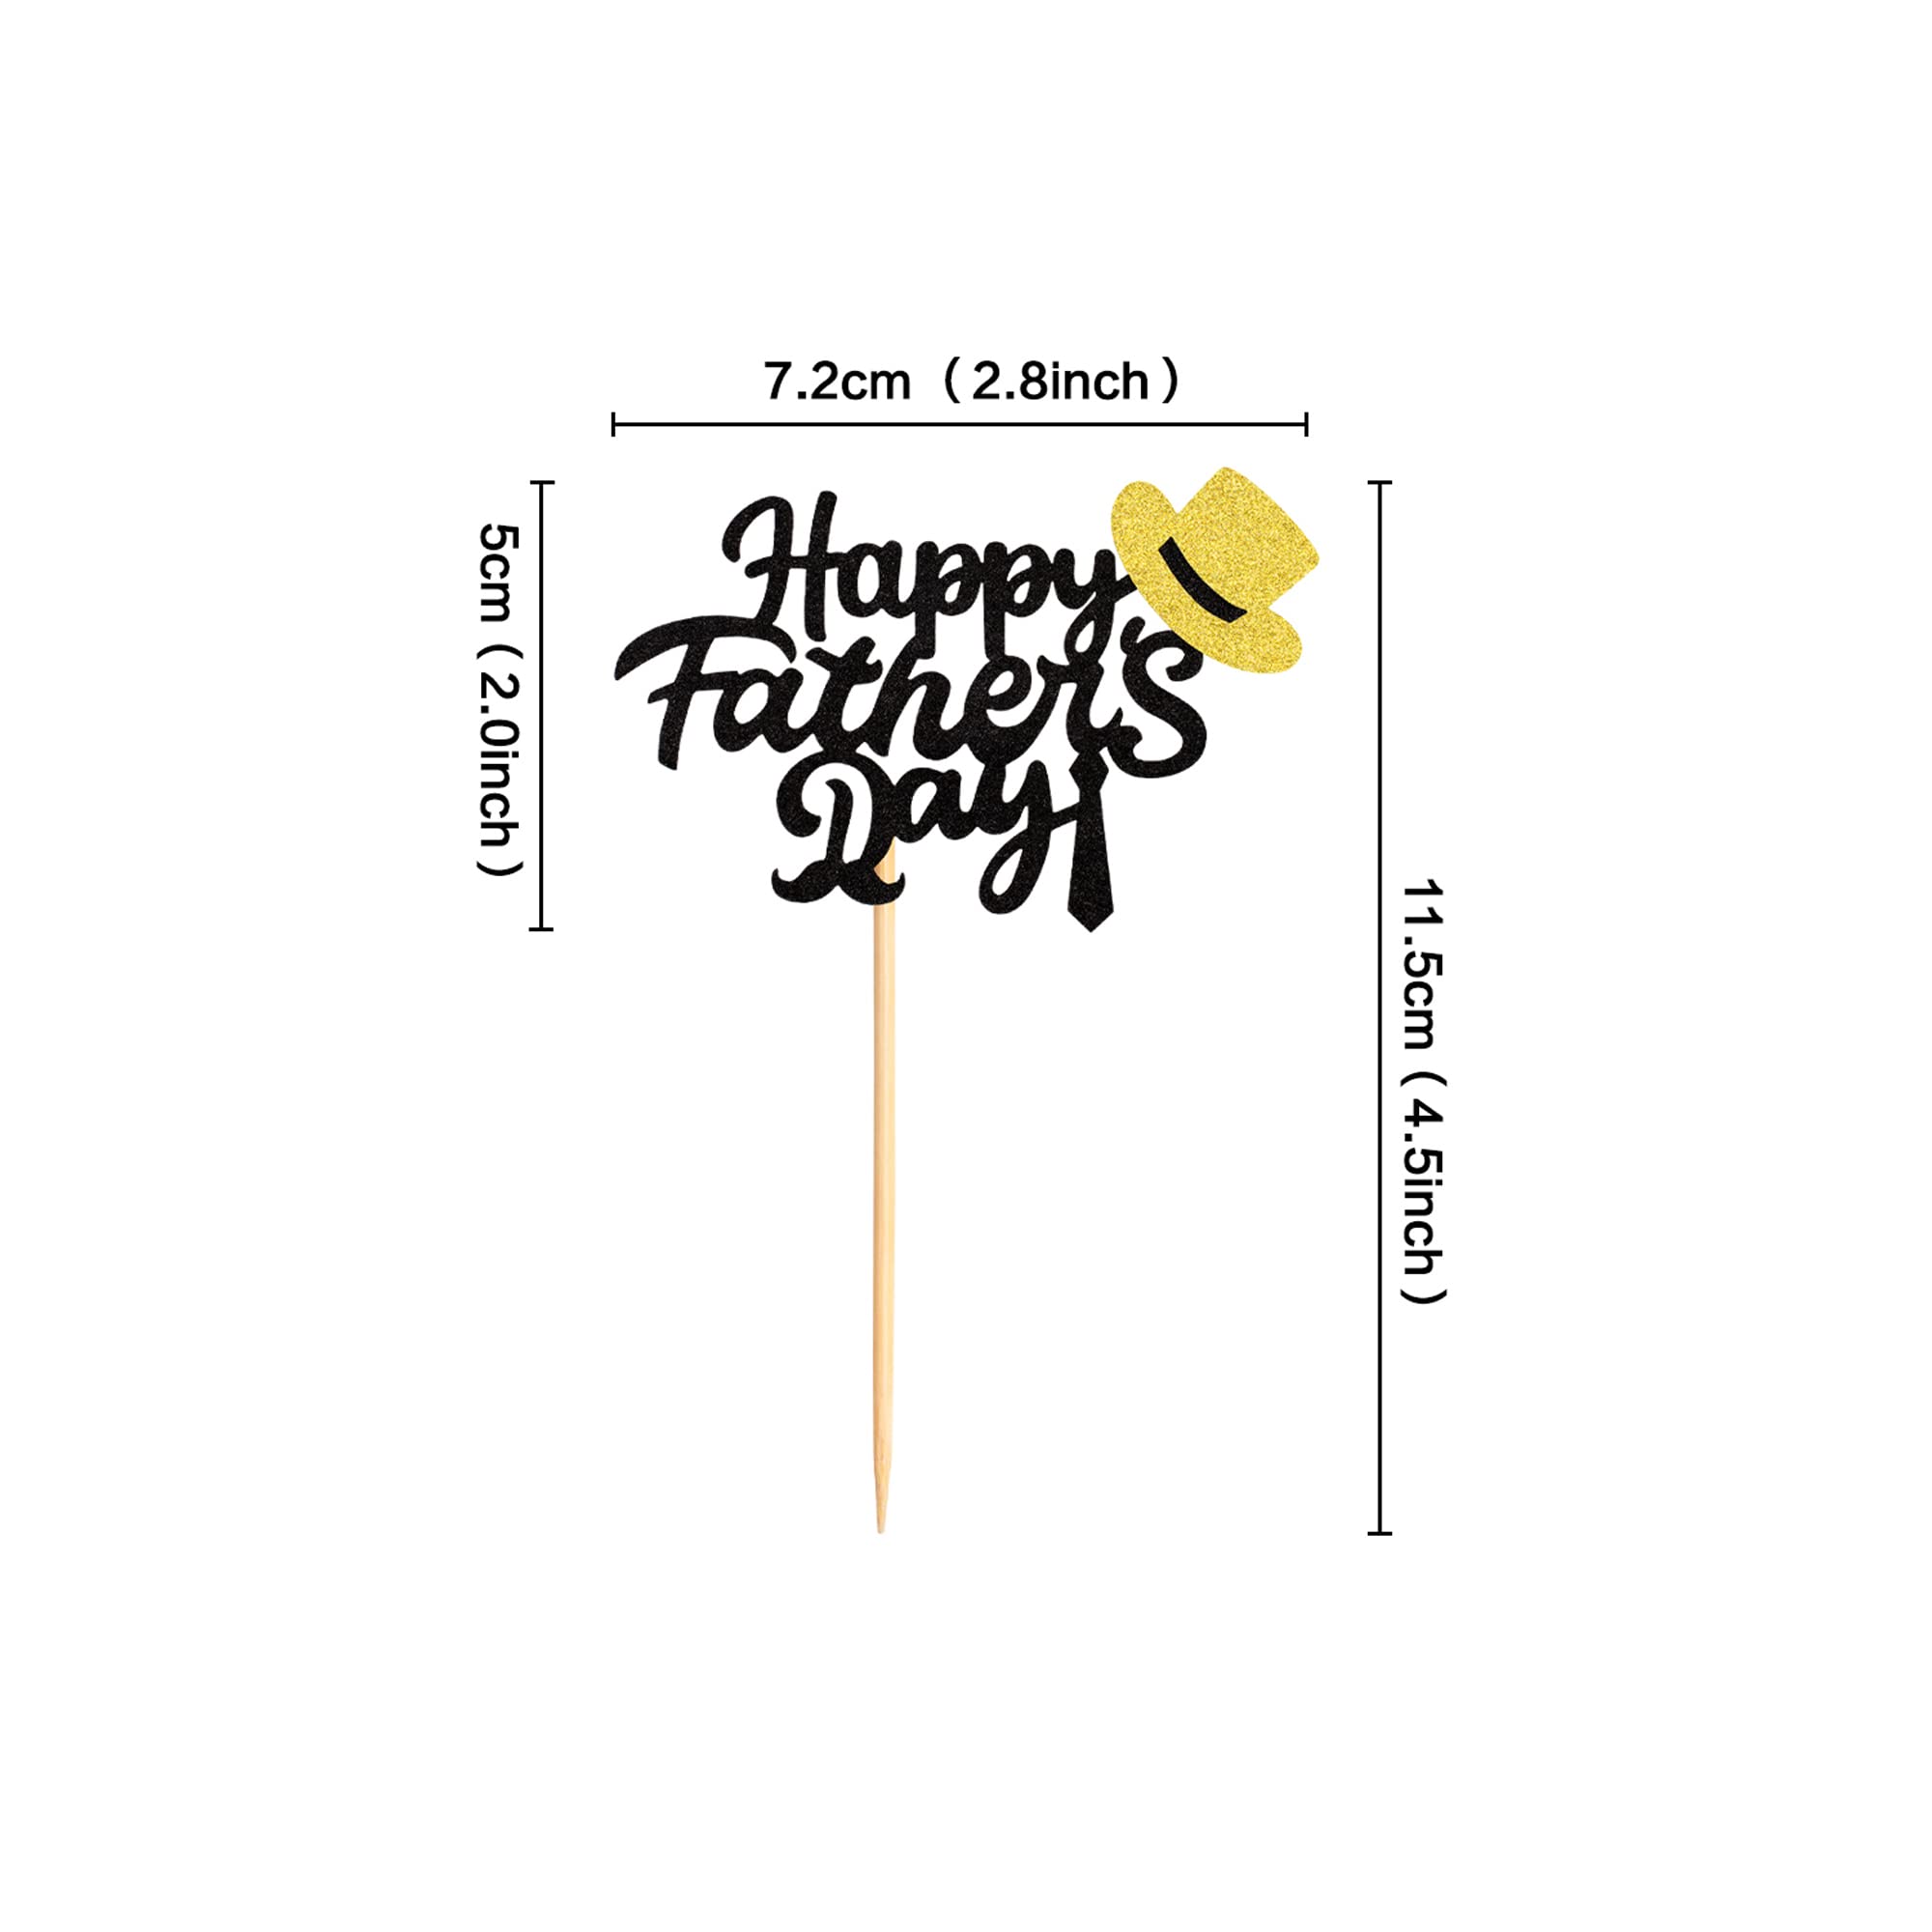 7.2cm（2.8inch）
5cm（2.0inch）
Happy
Father's
Day
11.5cm（4.5inch）